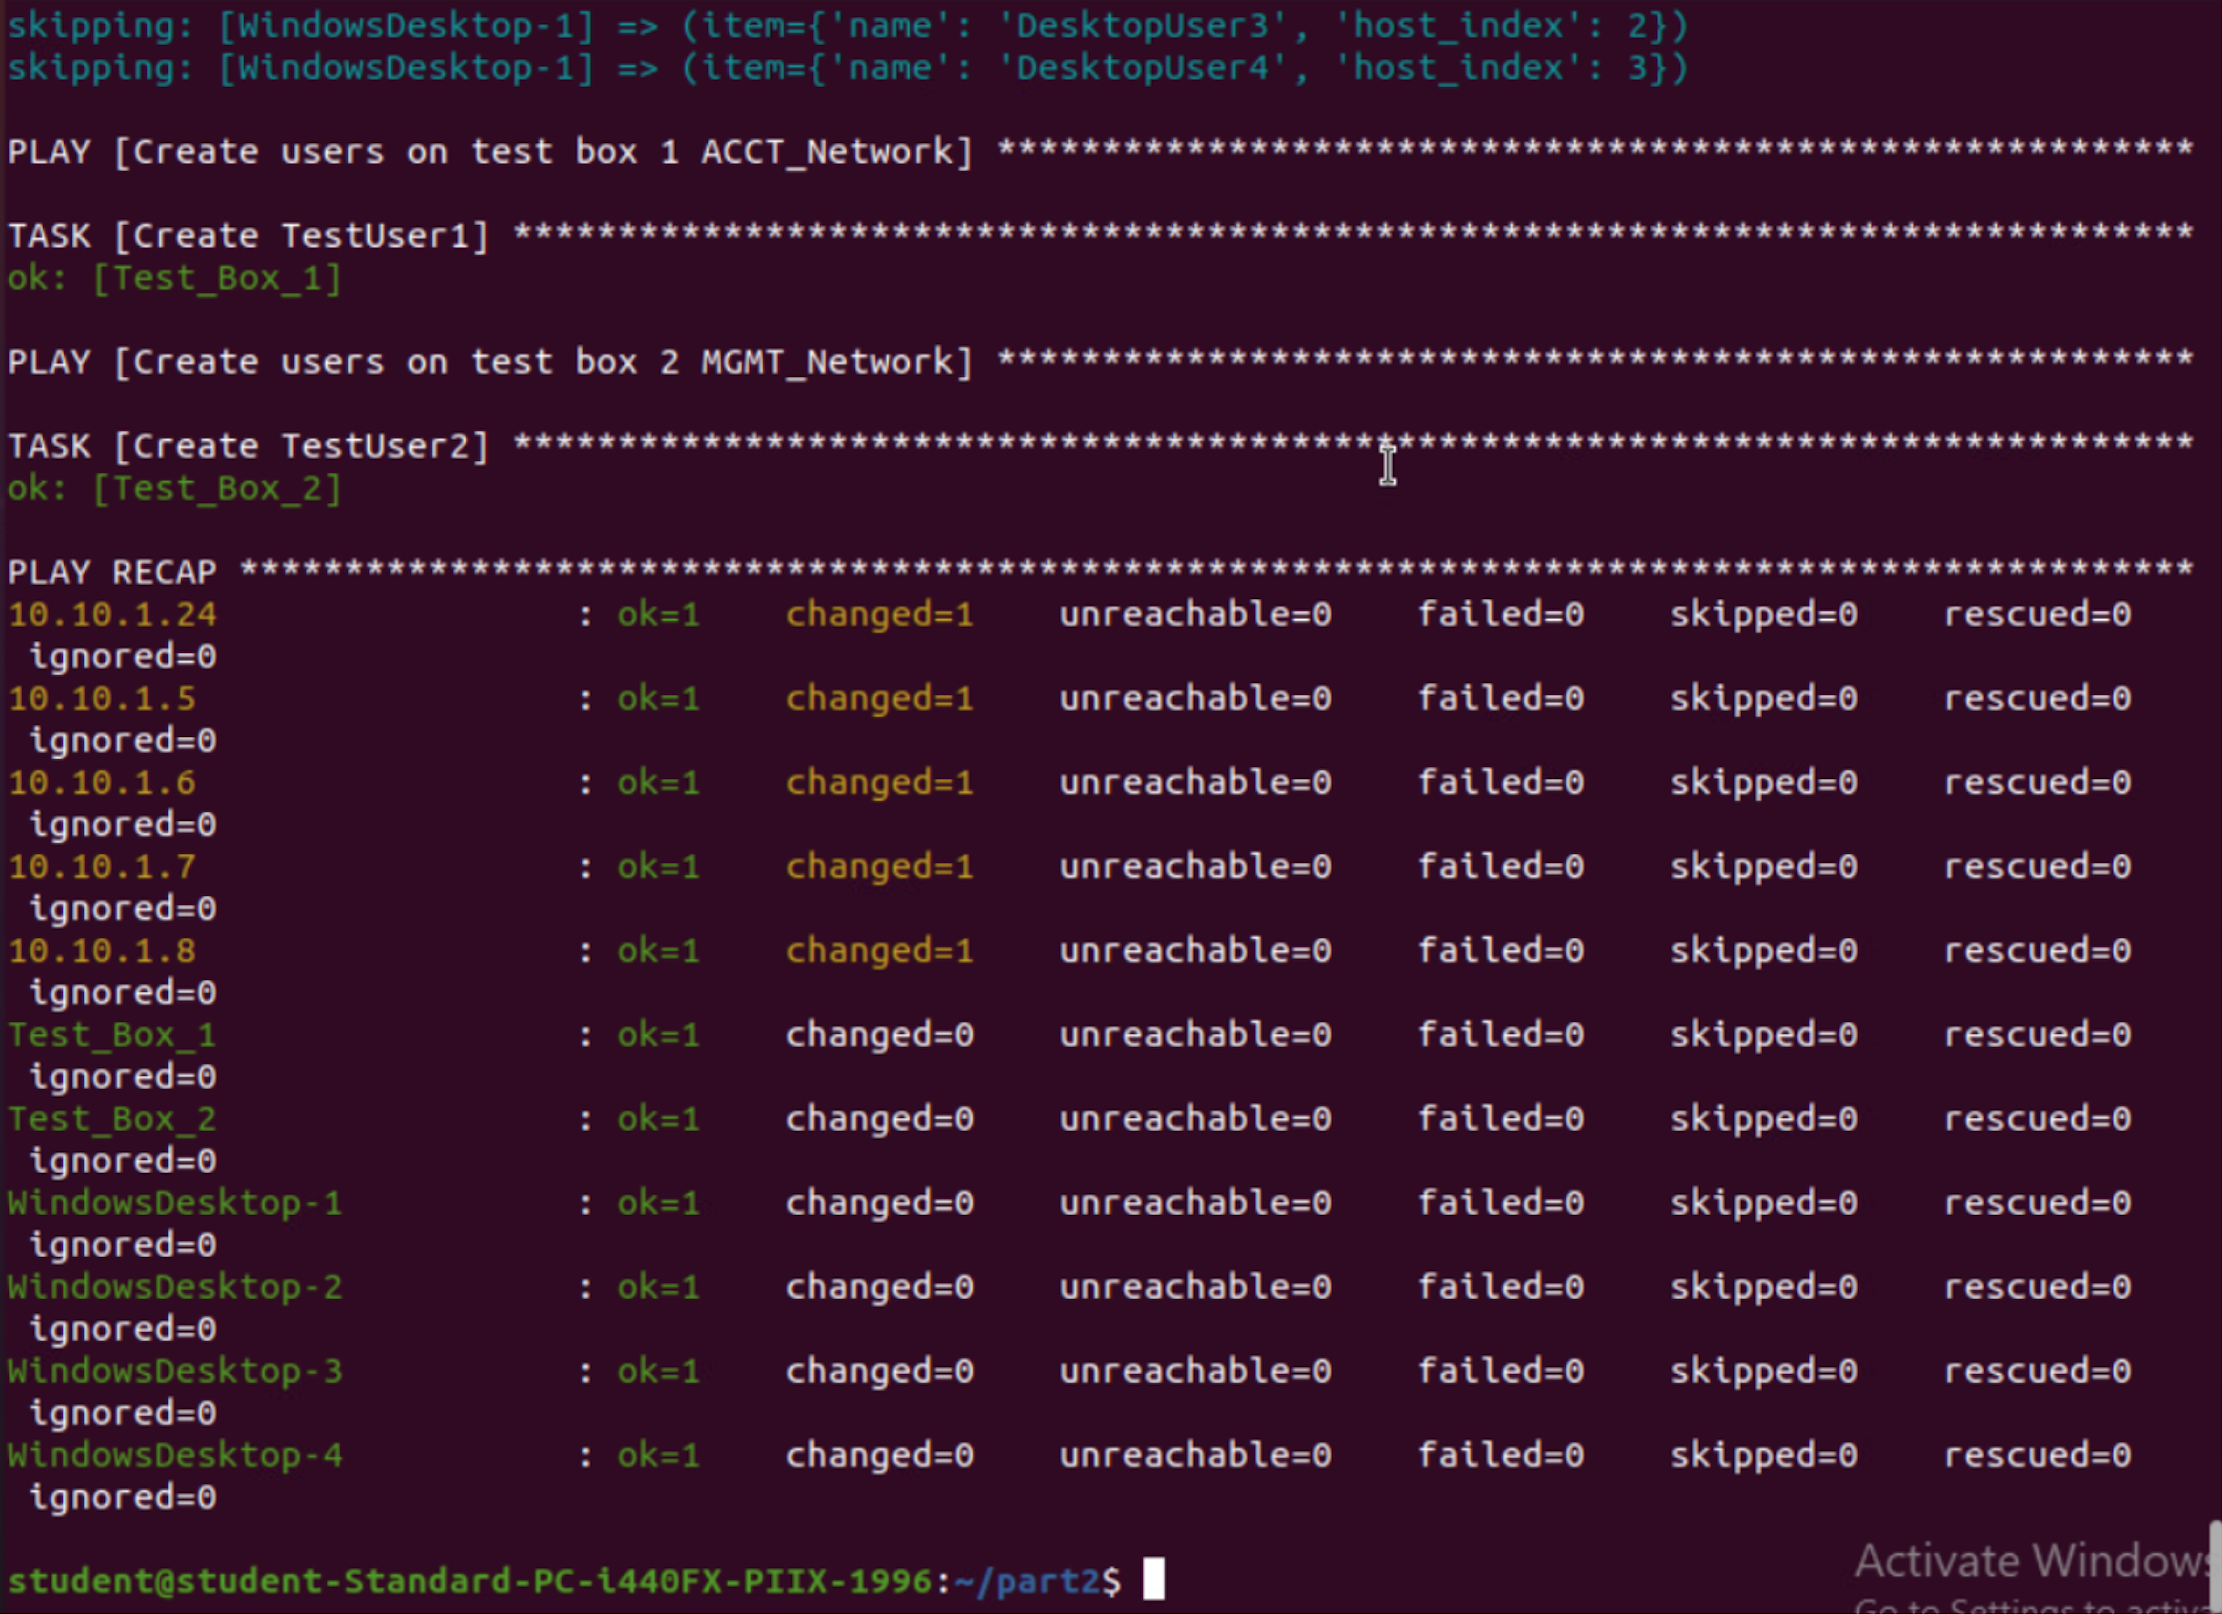 skipping: [WindowsDesktop-1] => (item={'name': 'DesktopUser3', 'host_index': 2})
skipping: [WindowsDesktop-1] => (item={'name': 'DesktopUser4', 'host_index': 3})
PLAY [Create users on test box 1 ACCT_Network] *********************************************************
TASK [Create TestUser1] ********************************************************************************
ok: [Test_Box_1]
PLAY [Create users on test box 2 MGMT_Network] *********************************************************
TASK [Create TestUser2] ********************************************************************************
ok: [Test_Box_2]
PLAY RECAP *********************************************************************************************
10.10.1.24 : ok=1 changed=1 unreachable=0 failed=0 skipped=0 rescued=0
ignored=0
10.10.1.5 : ok=1 changed=1 unreachable=0 failed=0 skipped=0 rescued=0
ignored=0
10.10.1.6 : ok=1 changed=1 unreachable=0 failed=0 skipped=0 rescued=0
ignored=0
10.10.1.7 : ok=1 changed=1 unreachable=0 failed=0 skipped=0 rescued=0
ignored=0
10.10.1.8 : ok=1 changed=1 unreachable=0 failed=0 skipped=0 rescued=0
ignored=0
Test_Box_1 : ok=1 changed=0 unreachable=0 failed=0 skipped=0 rescued=0
ignored=0
Test_Box_2 : ok=1 changed=0 unreachable=0 failed=0 skipped=0 rescued=0
ignored=0
WindowsDesktop-1 : ok=1 changed=0 unreachable=0 failed=0 skipped=0 rescued=0
ignored=0
WindowsDesktop-2 : ok=1 changed=0 unreachable=0 failed=0 skipped=0 rescued=0
ignored=0
WindowsDesktop-3 : ok=1 changed=0 unreachable=0 failed=0 skipped=0 rescued=0
ignored=0
WindowsDesktop-4 : ok=1 changed=0 unreachable=0 failed=0 skipped=0 rescued=0
ignored=0
student@student-Standard-PC-i440FX-PIIX-1996:~/part2$
Activate Windows
Go to Settings to activa